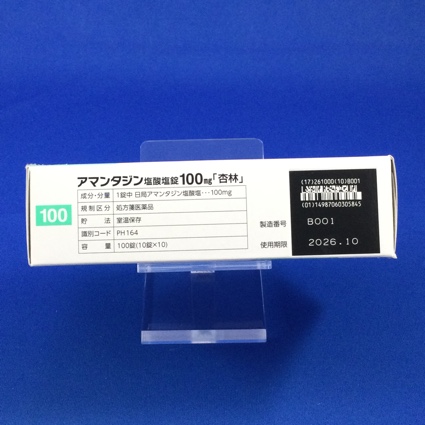 アマンタジン塩酸塩錠100mg「杏林」
100
成分・分量 1錠中 日局アマンタジン塩酸塩…100mg
規制区分 処方箋医薬品
貯法 室温保存
識別コード PH164
容量 100錠(10錠×10)
(17)261000(10)B001
(01)14987060305845
製造番号 B001
使用期限 2026.10